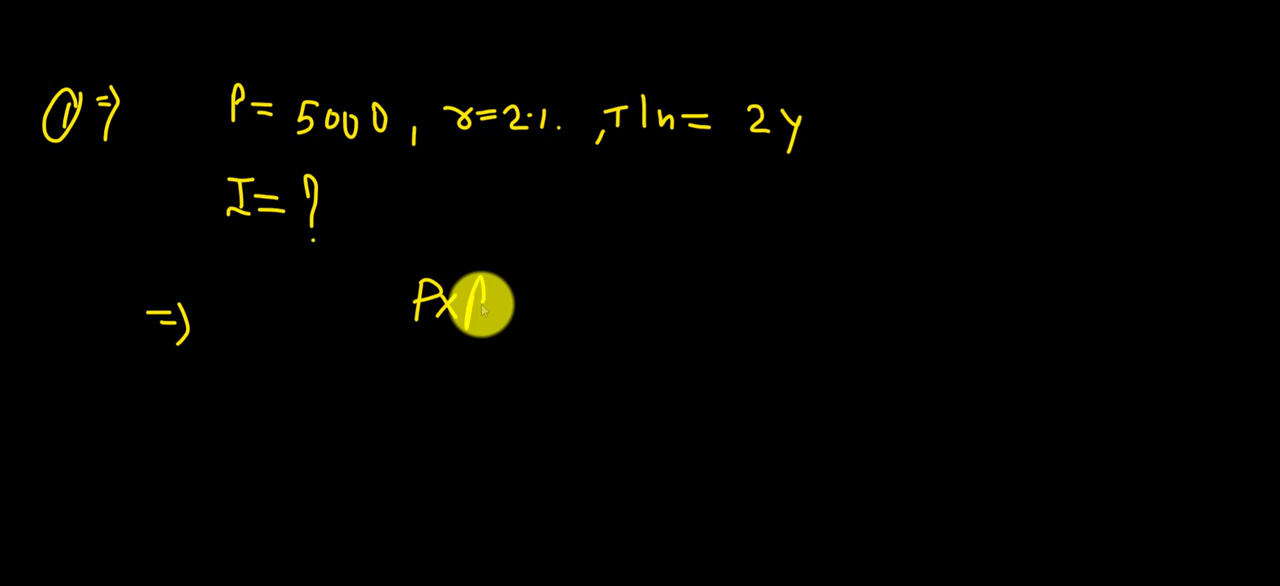 ① ⇒ P = 5000, r = 2%, T|n = 2y
I = ?
⇒ P×